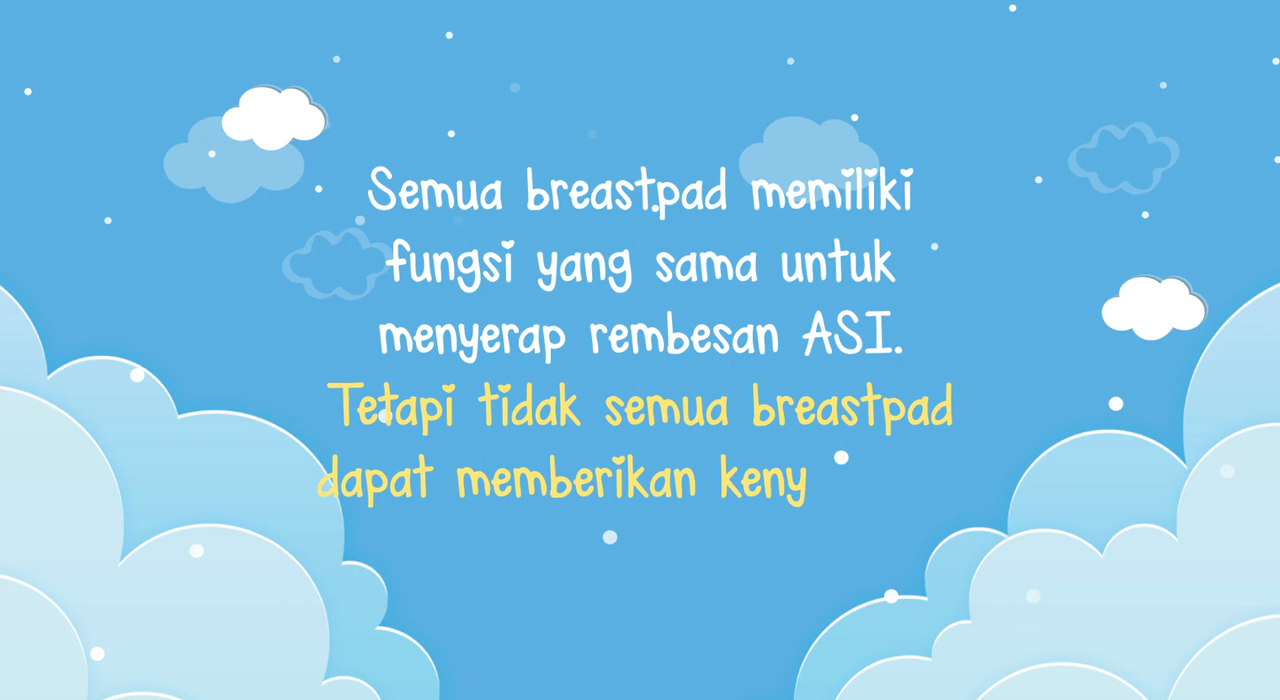 Semua breastpad memiliki
fungsi yang sama untuk
menyerap rembesan ASI.
Tetapi tidak semua breastpad
dapat memberikan keny